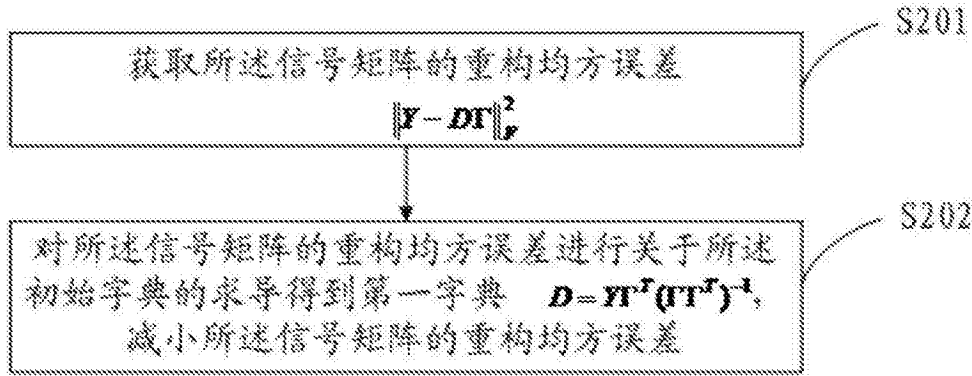 S201
获取所述信号矩阵的重构均方误差
‖Y − DΓ‖²_F
S202
对所述信号矩阵的重构均方误差进行关于所述
初始字典的求导得到第一字典 D = YΓ^T(ΓΓ^T)^−1,
减小所述信号矩阵的重构均方误差